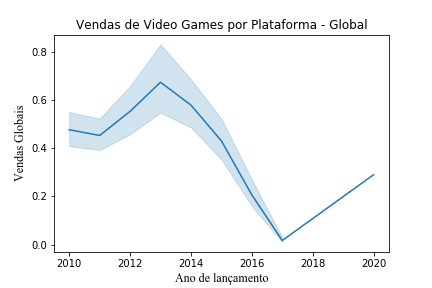 Vendas de Video Games por Plataforma - Global
Vendas Globais
0.8
0.6
0.4
0.2
0.0
2010 2012 2014 2016 2018 2020
Ano de lançamento